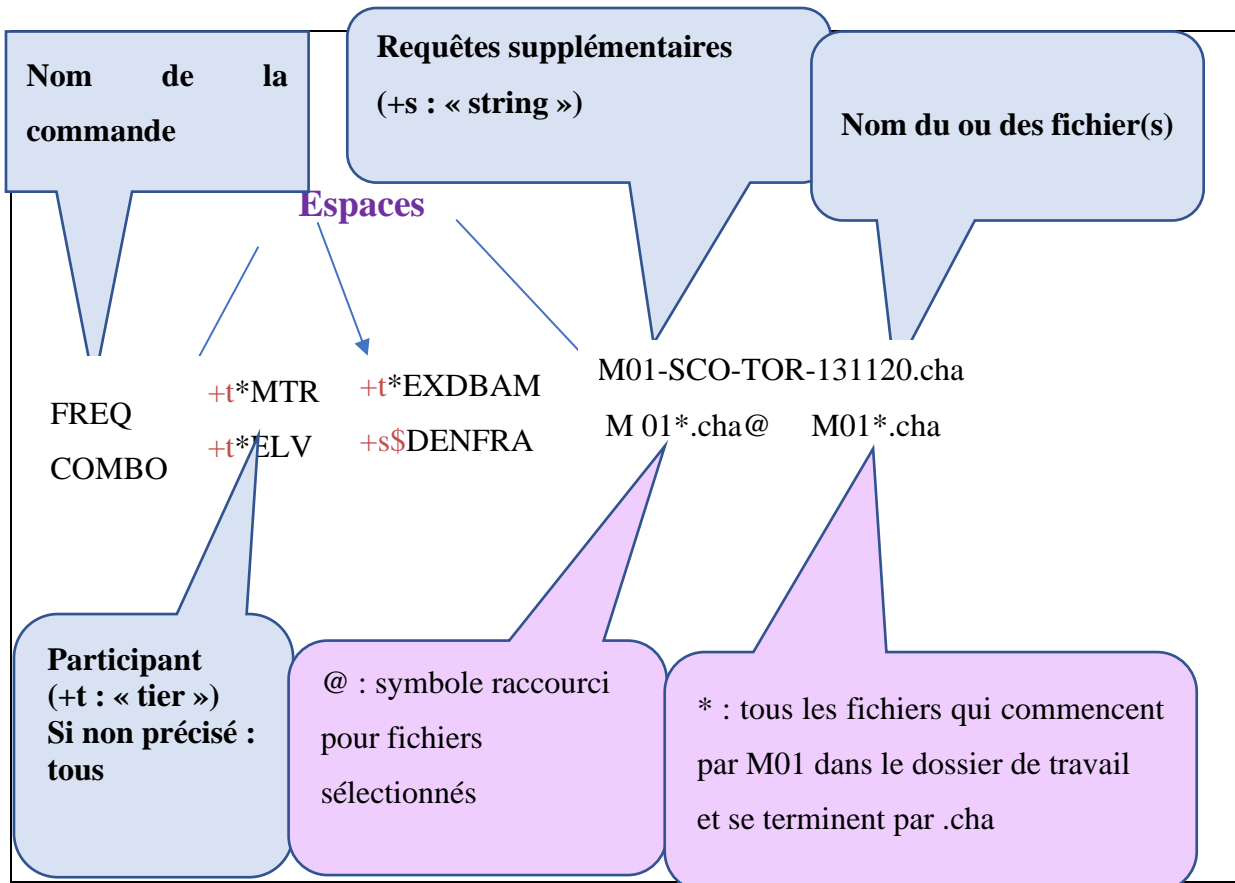 Nom de la
commande
Requêtes supplémentaires
(+s : « string »)
Nom du ou des fichier(s)
Espaces
FREQ
COMBO
+t*MTR
+t*ELV
+t*EXDBAM
+s$DENFRA
M01-SCO-TOR-131120.cha
M 01*.cha@ M01*.cha
Participant
(+t : « tier »)
Si non précisé :
tous
@ : symbole raccourci
pour fichiers
sélectionnés
* : tous les fichiers qui commencent
par M01 dans le dossier de travail
et se terminent par .cha